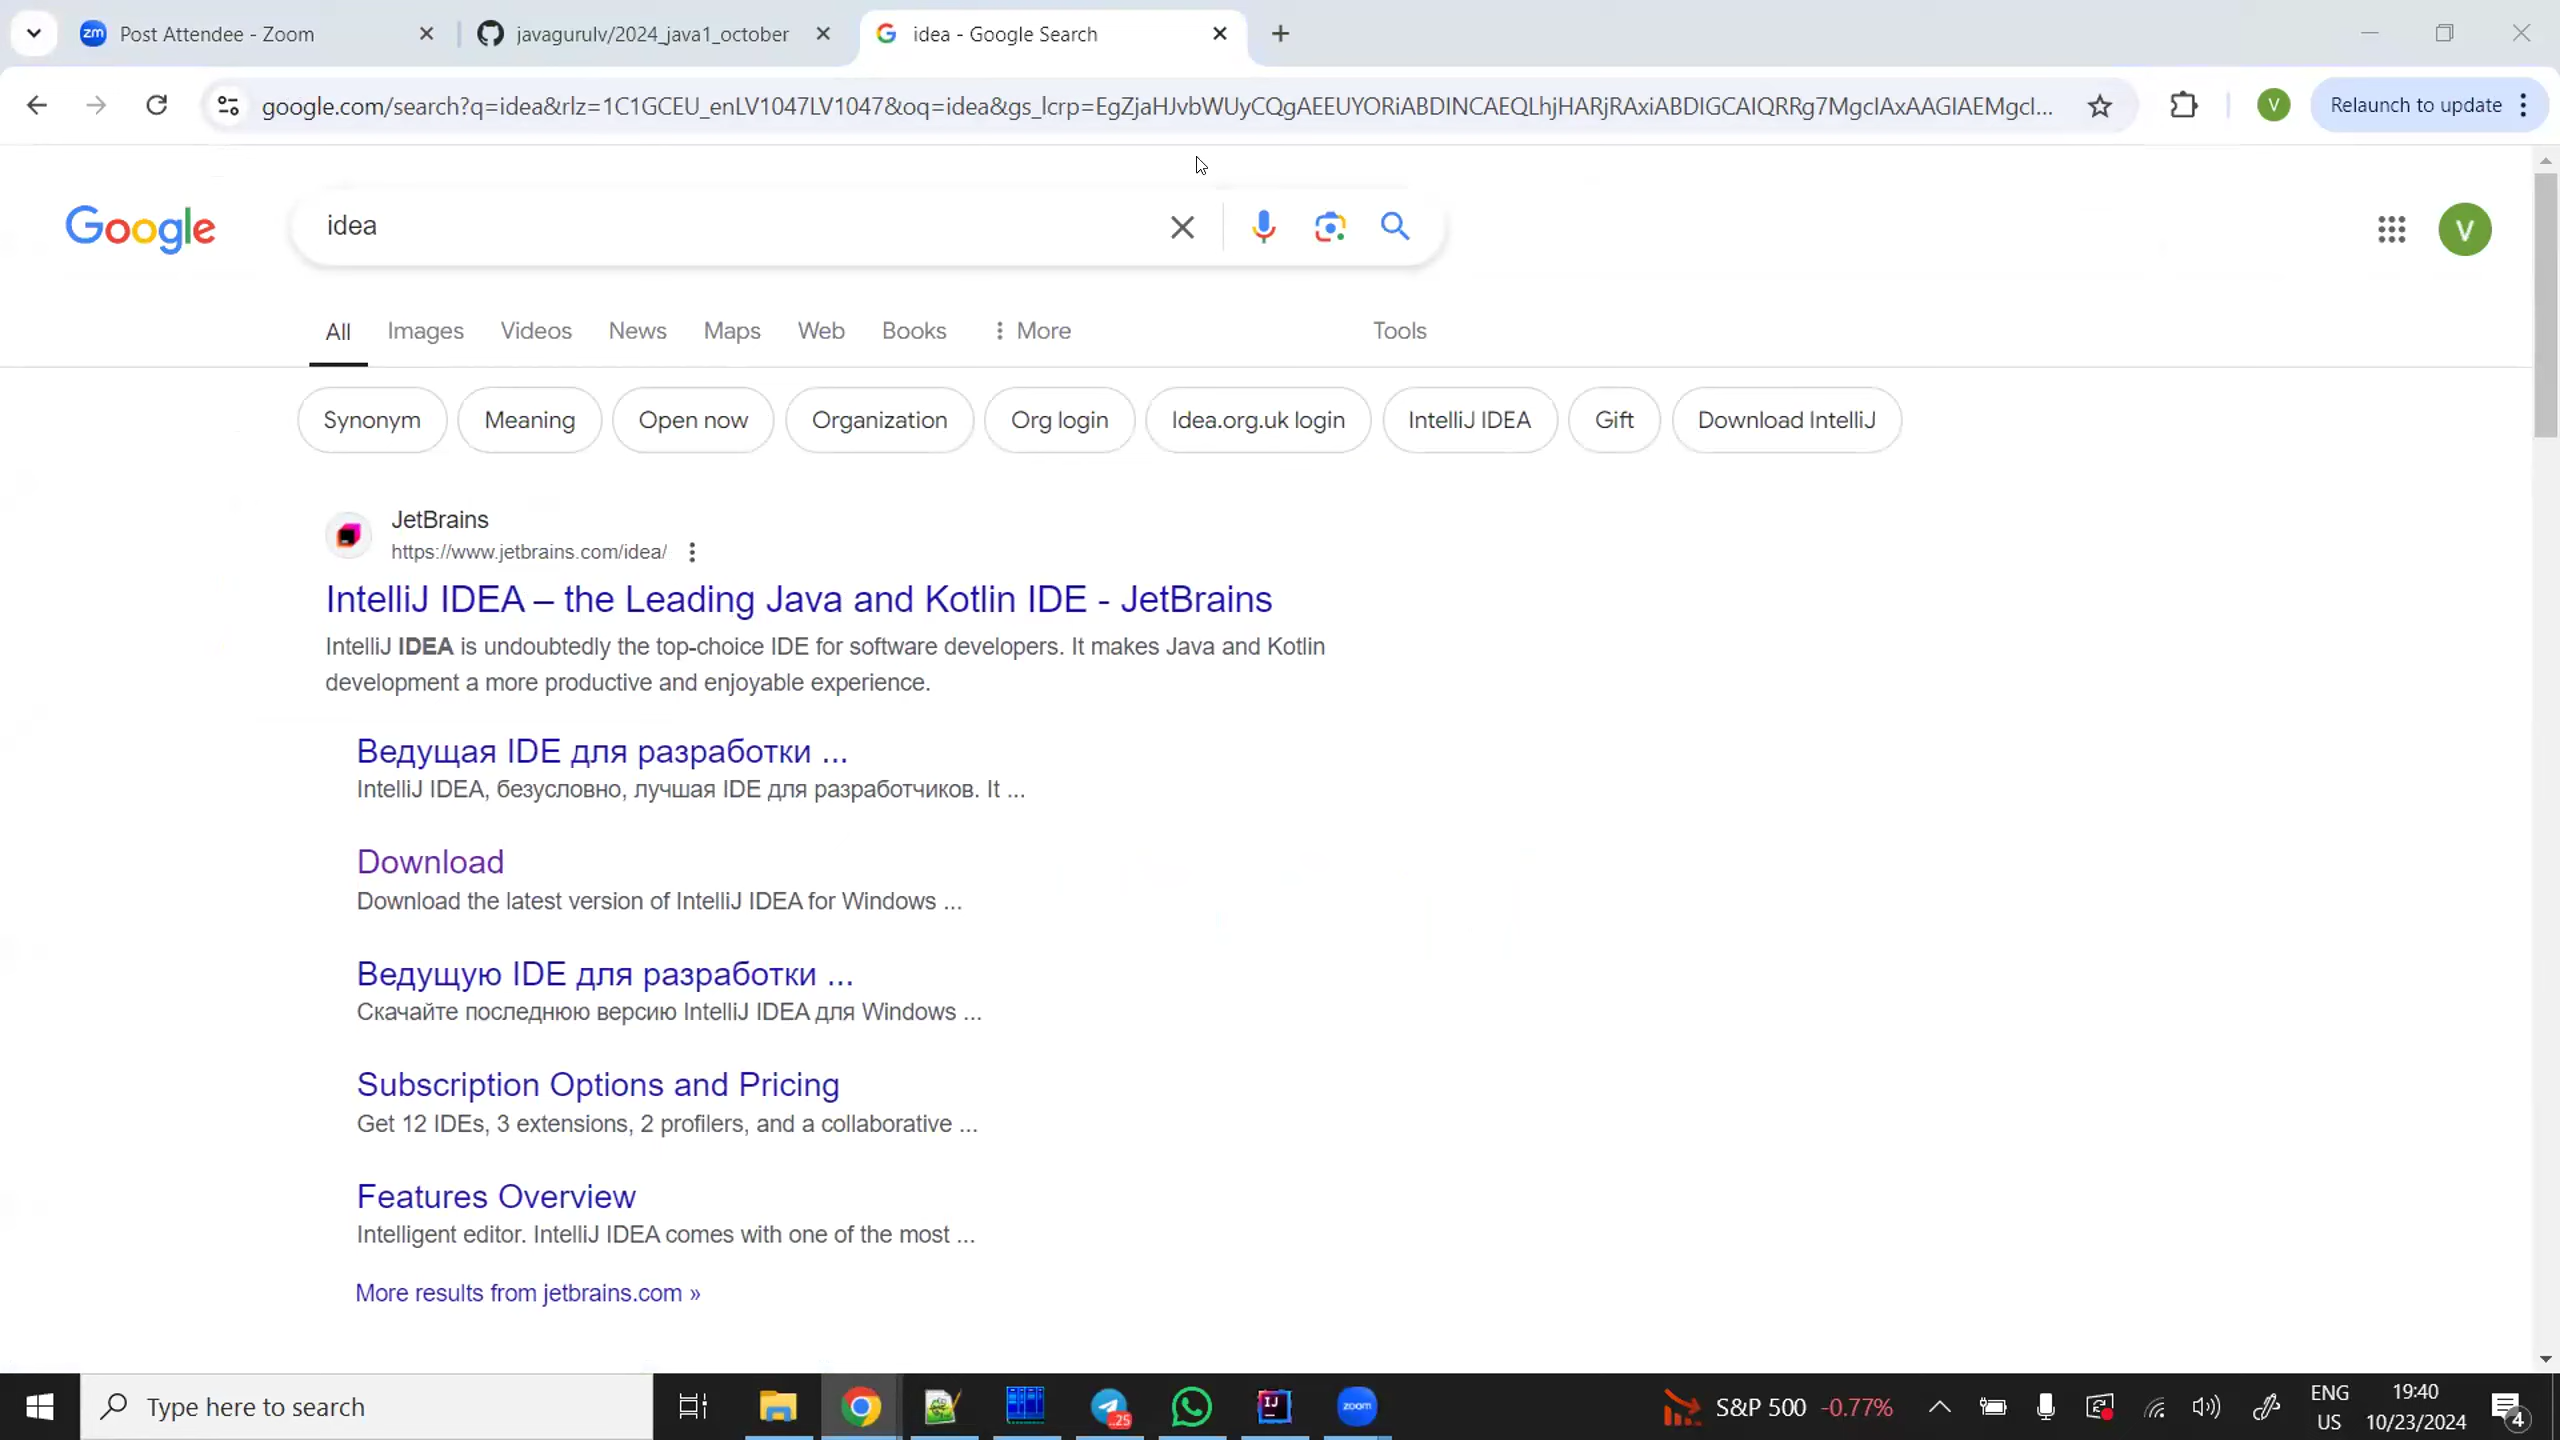 Post Attendee - Zoom
javagurulv/2024_java1_october
idea - Google Search
google.com/search?q=idea&rlz=1C1GCEU_enLV1047LV1047&oq=idea&gs_lcrp=EgZjaHJvbWUyCQgAEEUYORiABDINCAEQLhjHARjRAxiABDIGCAIQRRg7MgcIAxAAGIAEMgcI...
V
Relaunch to update
Google
idea
V
All
Images
Videos
News
Maps
Web
Books
More
Tools
Synonym
Meaning
Open now
Organization
Org login
Idea.org.uk login
IntelliJ IDEA
Gift
Download IntelliJ
JetBrains
https://www.jetbrains.com/idea/
IntelliJ IDEA – the Leading Java and Kotlin IDE - JetBrains
IntelliJ IDEA is undoubtedly the top-choice IDE for software developers. It makes Java and Kotlin
development a more productive and enjoyable experience.
Ведущая IDE для разработки ...
IntelliJ IDEA, безусловно, лучшая IDE для разработчиков. It ...
Download
Download the latest version of IntelliJ IDEA for Windows ...
Ведущую IDE для разработки ...
Скачайте последнюю версию IntelliJ IDEA для Windows ...
Subscription Options and Pricing
Get 12 IDEs, 3 extensions, 2 profilers, and a collaborative ...
Features Overview
Intelligent editor. IntelliJ IDEA comes with one of the most ...
More results from jetbrains.com »
Type here to search
..25
IJ
zoom
S&P 500 -0.77%
ENG
US
19:40
10/23/2024
4